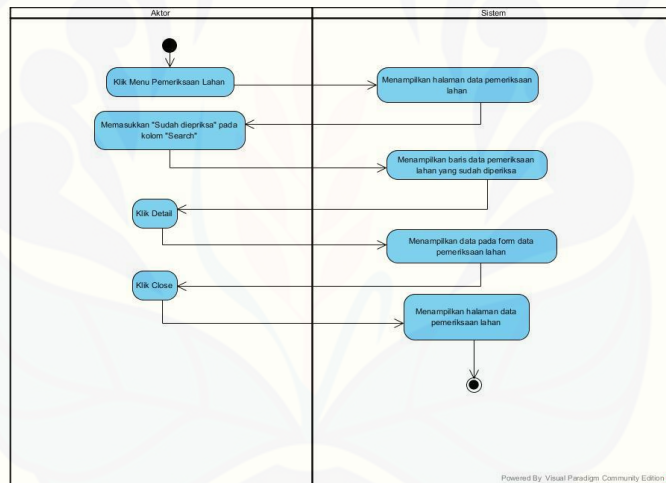 Aktor
Sistem
Klik Menu Pemeriksaan Lahan
Menampilkan halaman data pemeriksaan
lahan
Memasukkan "Sudah diepriksa" pada
kolom "Search"
Menampilkan baris data pemeriksaan
lahan yang sudah diperiksa
Klik Detail
Menampilkan data pada form data
pemeriksaan lahan
Klik Close
Menampilkan halaman data
pemeriksaan lahan
Powered By Visual Paradigm Community Edition